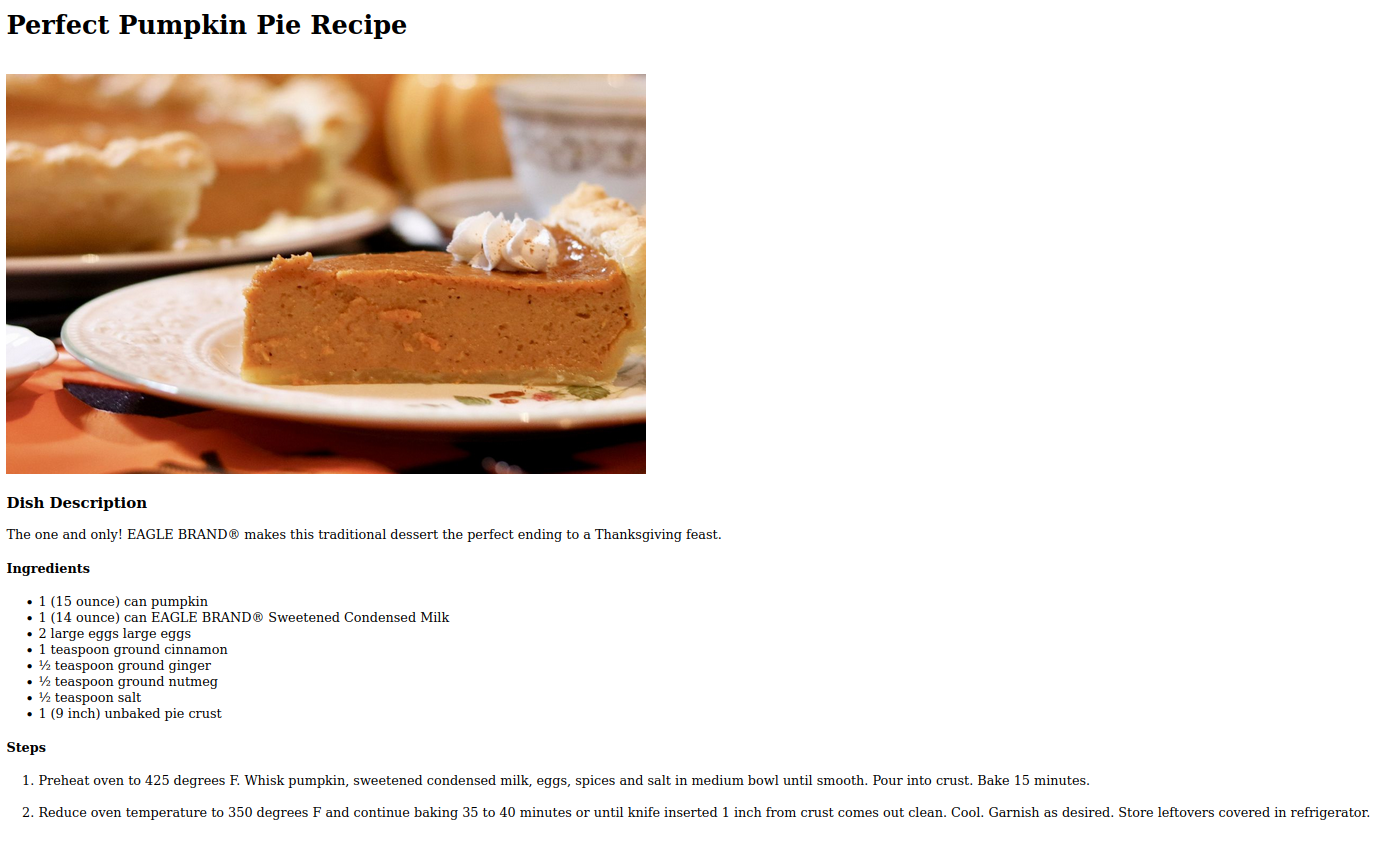 Perfect Pumpkin Pie Recipe
Dish Description
The one and only! EAGLE BRAND® makes this traditional dessert the perfect ending to a Thanksgiving feast.
Ingredients
• 1 (15 ounce) can pumpkin
• 1 (14 ounce) can EAGLE BRAND® Sweetened Condensed Milk
• 2 large eggs large eggs
• 1 teaspoon ground cinnamon
• ½ teaspoon ground ginger
• ½ teaspoon ground nutmeg
• ½ teaspoon salt
• 1 (9 inch) unbaked pie crust
Steps
1. Preheat oven to 425 degrees F. Whisk pumpkin, sweetened condensed milk, eggs, spices and salt in medium bowl until smooth. Pour into crust. Bake 15 minutes.
2. Reduce oven temperature to 350 degrees F and continue baking 35 to 40 minutes or until knife inserted 1 inch from crust comes out clean. Cool. Garnish as desired. Store leftovers covered in refrigerator.